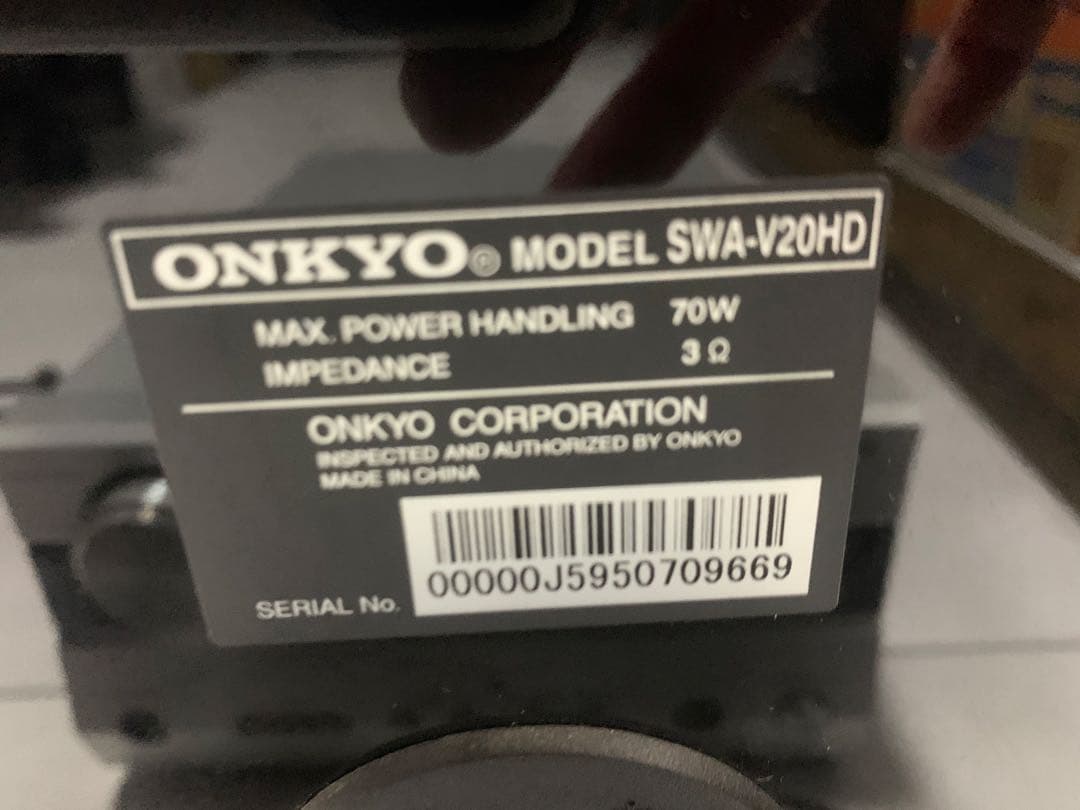 ONKYO® MODEL SWA-V20HD
MAX. POWER HANDLING 70W
IMPEDANCE 3 Ω
ONKYO CORPORATION
INSPECTED AND AUTHORIZED BY ONKYO
MADE IN CHINA
00000J5950709669
SERIAL No.